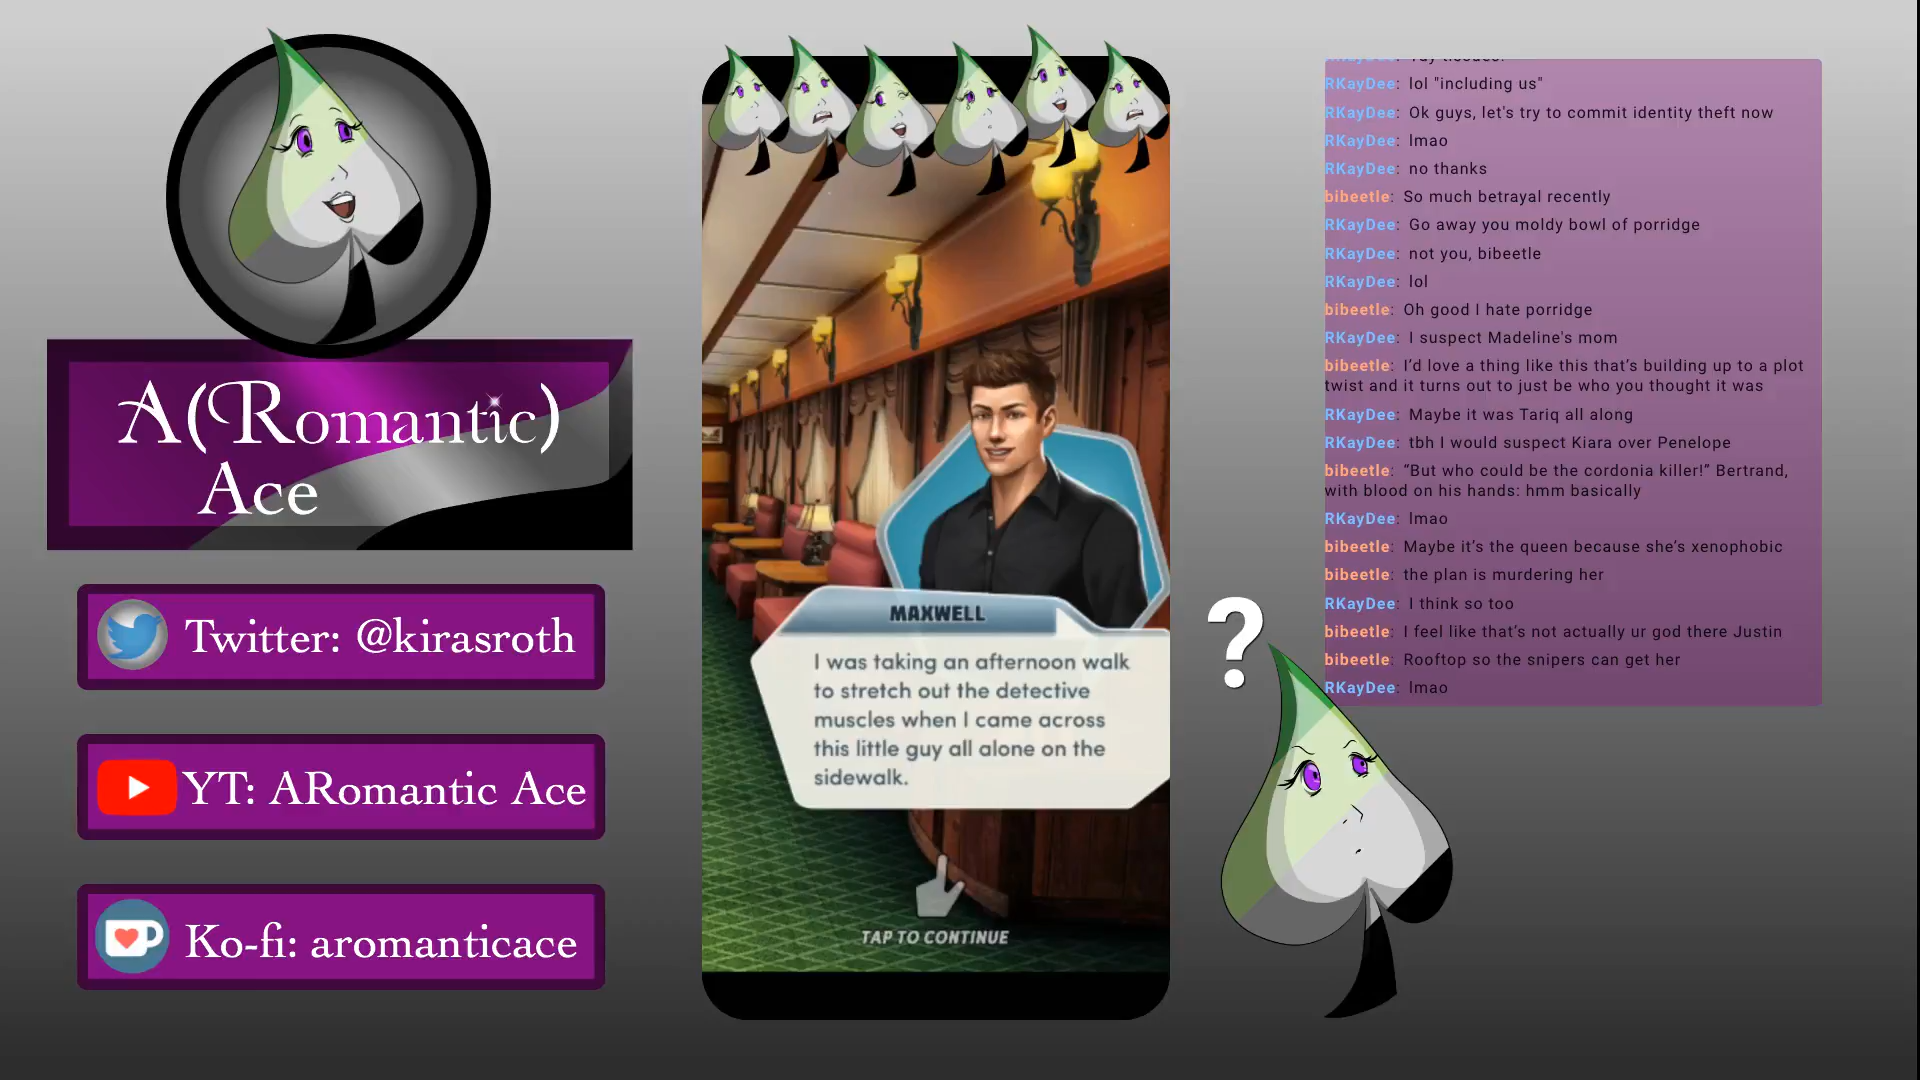 A(Romantic)
Ace
Twitter: @kirasroth
YT: ARomantic Ace
Ko-fi: aromanticace
MAXWELL
I was taking an afternoon walk
to stretch out the detective
muscles when I came across
this little guy all alone on the
sidewalk.
TAP TO CONTINUE
?
RKayDee: lol "including us"
RKayDee: Ok guys, let's try to commit identity theft now
RKayDee: lmao
RKayDee: no thanks
bibeetle: So much betrayal recently
RKayDee: Go away you moldy bowl of porridge
RKayDee: not you, bibeetle
RKayDee: lol
bibeetle: Oh good I hate porridge
RKayDee: I suspect Madeline's mom
bibeetle: I’d love a thing like this that’s building up to a plot
twist and it turns out to just be who you thought it was
RKayDee: Maybe it was Tariq all along
RKayDee: tbh I would suspect Kiara over Penelope
bibeetle: “But who could be the cordonia killer!” Bertrand,
with blood on his hands: hmm basically
RKayDee: lmao
bibeetle: Maybe it’s the queen because she’s xenophobic
bibeetle: the plan is murdering her
RKayDee: I think so too
bibeetle: I feel like that’s not actually ur god there Justin
bibeetle: Rooftop so the snipers can get her
RKayDee: lmao